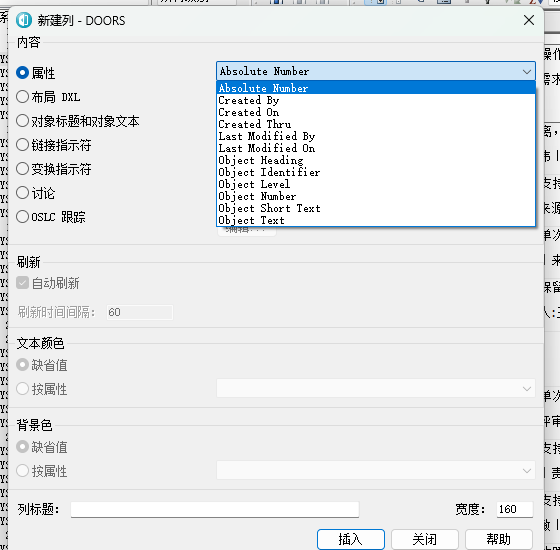 新建列 - DOORS
内容
属性
Absolute Number
Absolute Number
Created By
Created On
Created Thru
Last Modified By
Last Modified On
Object Heading
Object Identifier
Object Level
Object Number
Object Short Text
Object Text
布局 DXL
对象标题和对象文本
链接指示符
变换指示符
讨论
OSLC 跟踪
编辑...
刷新
自动刷新
刷新时间间隔： 60
文本颜色
缺省值
按属性
背景色
缺省值
按属性
列标题：
宽度： 160
插入 关闭 帮助